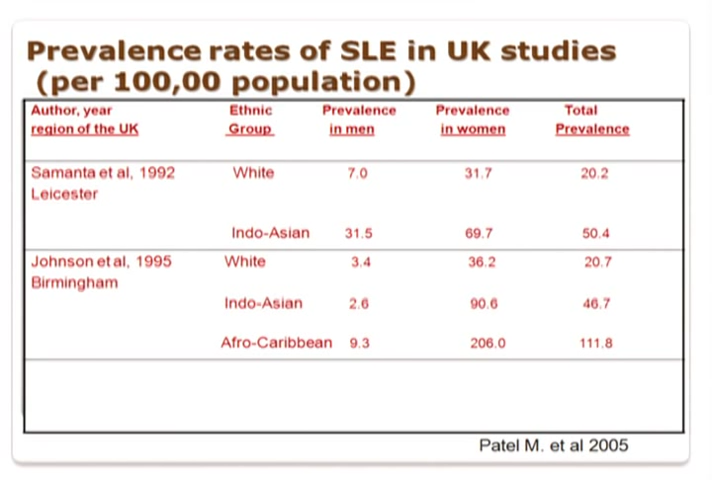 Prevalence rates of SLE in UK studies
(per 100,00 population)
Author, year Ethnic Prevalence Prevalence Total
region of the UK Group in men in women Prevalence
Samanta et al, 1992 White 7.0 31.7 20.2
Leicester
Indo-Asian 31.5 69.7 50.4
Johnson et al, 1995 White 3.4 36.2 20.7
Birmingham
Indo-Asian 2.6 90.6 46.7
Afro-Caribbean 9.3 206.0 111.8
Patel M. et al 2005